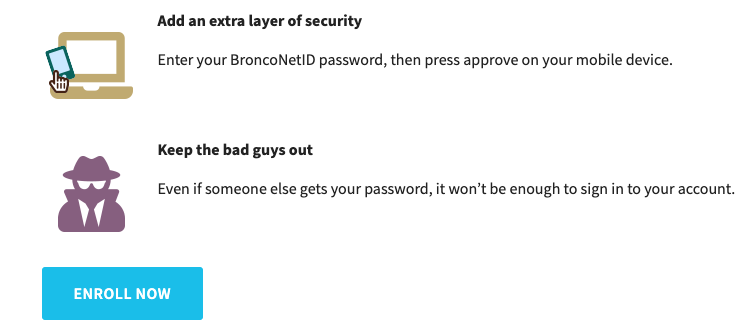 Add an extra layer of security
Enter your BroncoNetID password, then press approve on your mobile device.
Keep the bad guys out
Even if someone else gets your password, it won’t be enough to sign in to your account.
ENROLL NOW